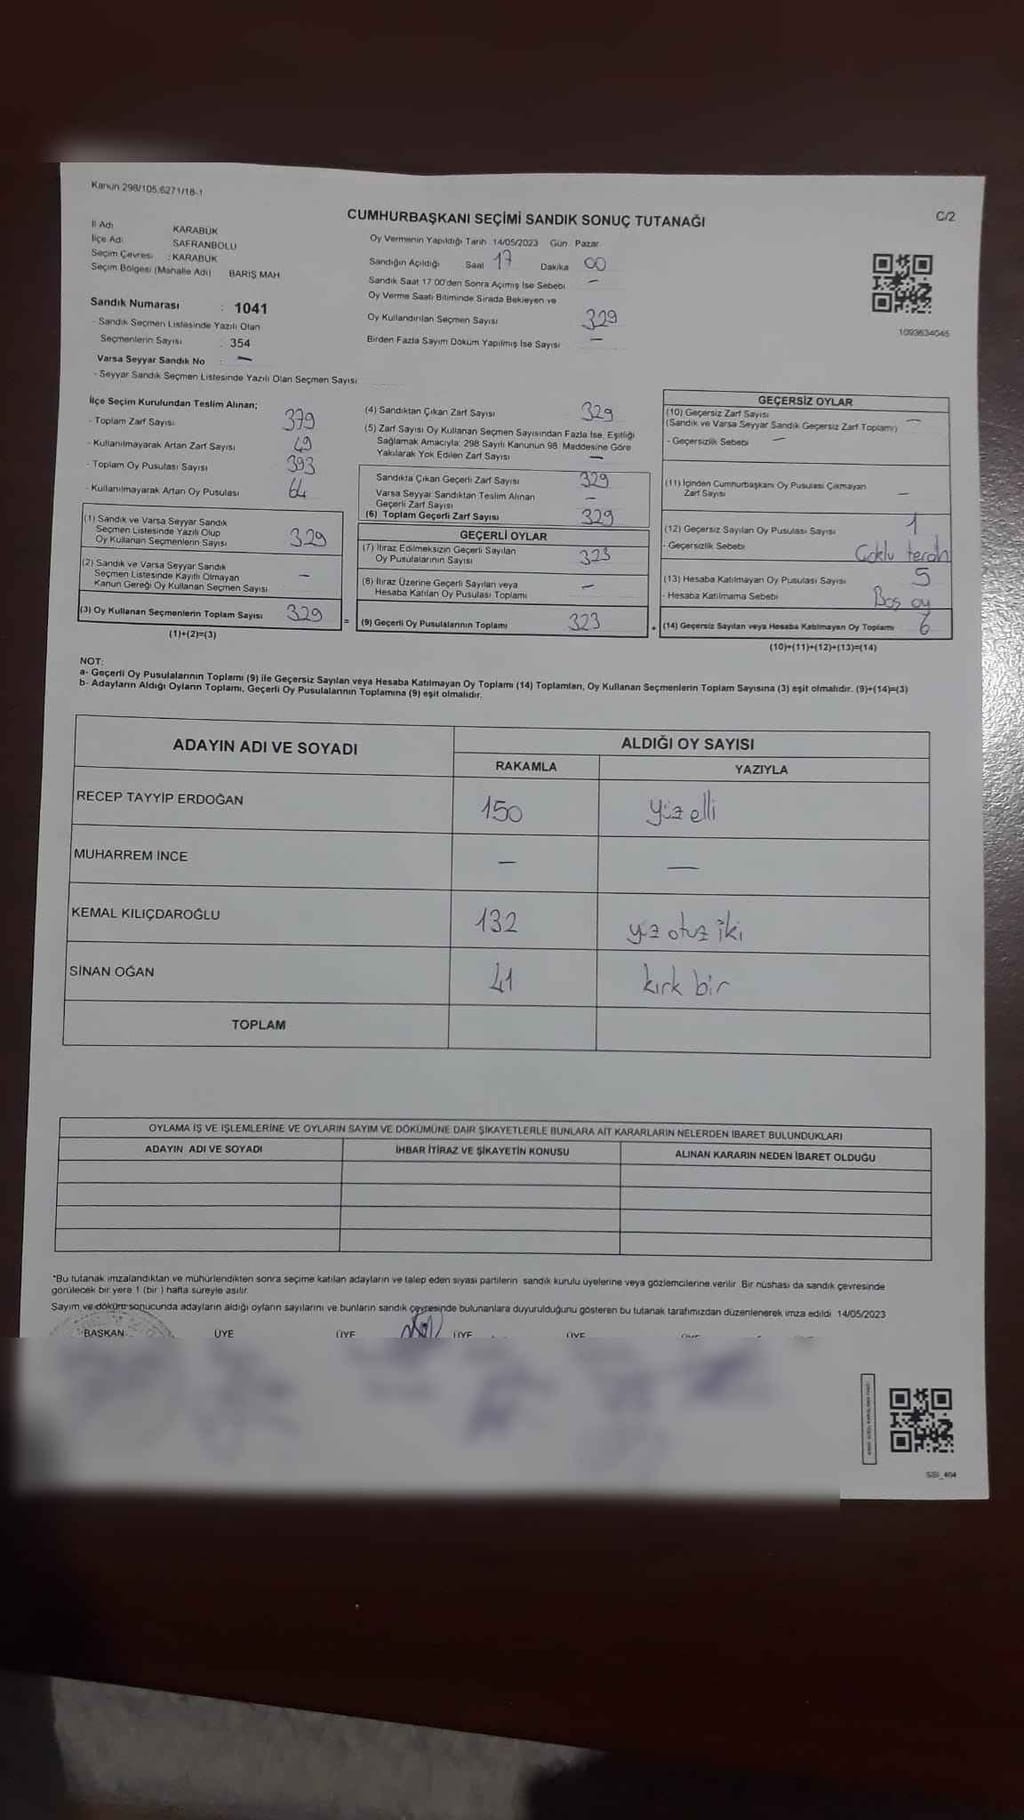 Kanun 298/105.6271/18-1
C/2
CUMHURBAŞKANI SEÇİMİ SANDIK SONUÇ TUTANAĞI
İl Adı KARABÜK
İlçe Adı SAFRANBOLU
Seçim Çevresi : KARABÜK
Seçim Bölgesi (Mahalle Adı) BARIŞ MAH
Sandık Numarası : 1041
- Sandık Seçmen Listesinde Yazılı Olan
Seçmenlerin Sayısı : 354
Varsa Seyyar Sandık No : —
- Seyyar Sandık Seçmen Listesinde Yazılı Olan Seçmen Sayısı
Oy Vermenin Yapıldığı Tarih 14/05/2023 Gün Pazar
Sandığın Açıldığı Saat 17 Dakika 00
Sandık Saat 17.00'den Sonra Açımış İse Sebebi —
Oy Verme Saati Bitiminde Sırada Bekleyen ve
Oy Kullandırılan Seçmen Sayısı 329
Birden Fazla Sayım Döküm Yapılmış İse Sayısı —
1093634045
İlçe Seçim Kurulundan Teslim Alınan;
- Toplam Zarf Sayısı 379
- Kullanılmayarak Artan Zarf Sayısı 49
- Toplam Oy Pusulası Sayısı 393
- Kullanılmayarak Artan Oy Pusulası 64
(1) Sandık ve Varsa Seyyar Sandık
Seçmen Listesinde Yazılı Olup
Oy Kullanan Seçmenlerin Sayısı 329
(2) Sandık ve Varsa Seyyar Sandık
Seçmen Listesinde Kayıtlı Olmayan
Kanun Gereği Oy Kullanan Seçmen Sayısı —
(3) Oy Kullanan Seçmenlerin Toplam Sayısı 329 =
(1)+(2)=(3)
(4) Sandıktan Çıkan Zarf Sayısı 329
(5) Zarf Sayısı Oy Kullanan Seçmen Sayısından Fazla İse, Eşitliği
Sağlamak Amacıyla; 298 Sayılı Kanunun 98. Maddesine Göre
Yakılarak Yok Edilen Zarf Sayısı —
Sandıkta Çıkan Geçerli Zarf Sayısı 329
Varsa Seyyar Sandıktan Teslim Alınan
Geçerli Zarf Sayısı —
(6) Toplam Geçerli Zarf Sayısı 329
GEÇERLİ OYLAR
(7) İtiraz Edilmeksizin Geçerli Sayılan
Oy Pusulalarının Sayısı 323
(8) İtiraz Üzerine Geçerli Sayılan veya
Hesaba Katılan Oy Pusulası Toplamı —
(9) Geçerli Oy Pusulalarının Toplamı 323 +
GEÇERSİZ OYLAR
(10) Geçersiz Zarf Sayısı
(Sandık ve Varsa Seyyar Sandık Geçersiz Zarf Toplamı) —
- Geçersizlik Sebebi —
(11) İçinden Cumhurbaşkanı Oy Pusulası Çıkmayan
Zarf Sayısı —
(12) Geçersiz Sayılan Oy Pusulası Sayısı 1
- Geçersizlik Sebebi Çoklu tercih
(13) Hesaba Katılmayan Oy Pusulası Sayısı 5
- Hesaba Katılmama Sebebi Boş oy
(14) Geçersiz Sayılan veya Hesaba Katılmayan Oy Toplamı 6
(10)+(11)+(12)+(13)=(14)
NOT:
a- Geçerli Oy Pusulalarının Toplamı (9) ile Geçersiz Sayılan veya Hesaba Katılmayan Oy Toplamı (14) Toplamları, Oy Kullanan Seçmenlerin Toplam Sayısına (3) eşit olmalıdır. (9)+(14)=(3)
b- Adayların Aldığı Oyların Toplamı, Geçerli Oy Pusulalarının Toplamına (9) eşit olmalıdır.
ADAYIN ADI VE SOYADI ALDIĞI OY SAYISI
RAKAMLA YAZIYLA
RECEP TAYYİP ERDOĞAN 150 yüz elli
MUHARREM İNCE — —
KEMAL KILIÇDAROĞLU 132 yüz otuz iki
SİNAN OĞAN 41 kırk bir
TOPLAM
OYLAMA İŞ VE İŞLEMLERİNE VE OYLARIN SAYIM VE DÖKÜMÜNE DAİR ŞİKAYETLERLE BUNLARA AİT KARARLARIN NELERDEN İBARET BULUNDUKLARI
ADAYIN ADI VE SOYADI İHBAR İTİRAZ VE ŞİKAYETİN KONUSU ALINAN KARARIN NEDEN İBARET OLDUĞU
*Bu tutanak imzalandıktan ve mühürlendikten sonra seçime katılan adayların ve talep eden siyasi partilerin sandık kurulu üyelerine veya gözlemcilerine verilir. Bir nüshası da sandık çevresinde
görülecek bir yere 1 (bir ) hafta süreyle asılır.
Sayım ve döküm sonucunda adayların aldığı oyların sayılarını ve bunların sandık çevresinde bulunanlara duyurulduğunu gösteren bu tutanak tarafımızdan düzenlenerek imza edildi 14/05/2023
BAŞKAN ÜYE ÜYE ÜYE ÜYE
SSI_404